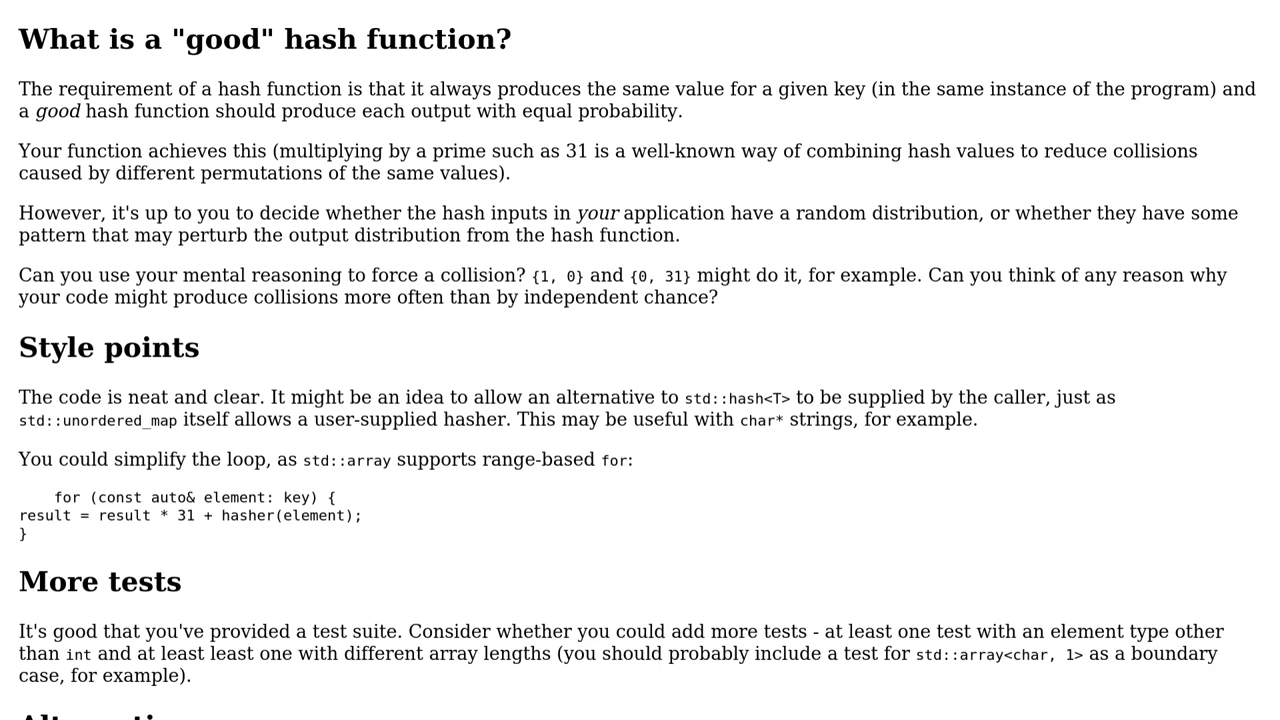 What is a "good" hash function?
The requirement of a hash function is that it always produces the same value for a given key (in the same instance of the program) and
a good hash function should produce each output with equal probability.
Your function achieves this (multiplying by a prime such as 31 is a well-known way of combining hash values to reduce collisions
caused by different permutations of the same values).
However, it's up to you to decide whether the hash inputs in your application have a random distribution, or whether they have some
pattern that may perturb the output distribution from the hash function.
Can you use your mental reasoning to force a collision? {1, 0} and {0, 31} might do it, for example. Can you think of any reason why
your code might produce collisions more often than by independent chance?
Style points
The code is neat and clear. It might be an idea to allow an alternative to std::hash<T> to be supplied by the caller, just as
std::unordered_map itself allows a user-supplied hasher. This may be useful with char* strings, for example.
You could simplify the loop, as std::array supports range-based for:
for (const auto& element: key) {
result = result * 31 + hasher(element);
}
More tests
It's good that you've provided a test suite. Consider whether you could add more tests - at least one test with an element type other
than int and at least least one with different array lengths (you should probably include a test for std::array<char, 1> as a boundary
case, for example).